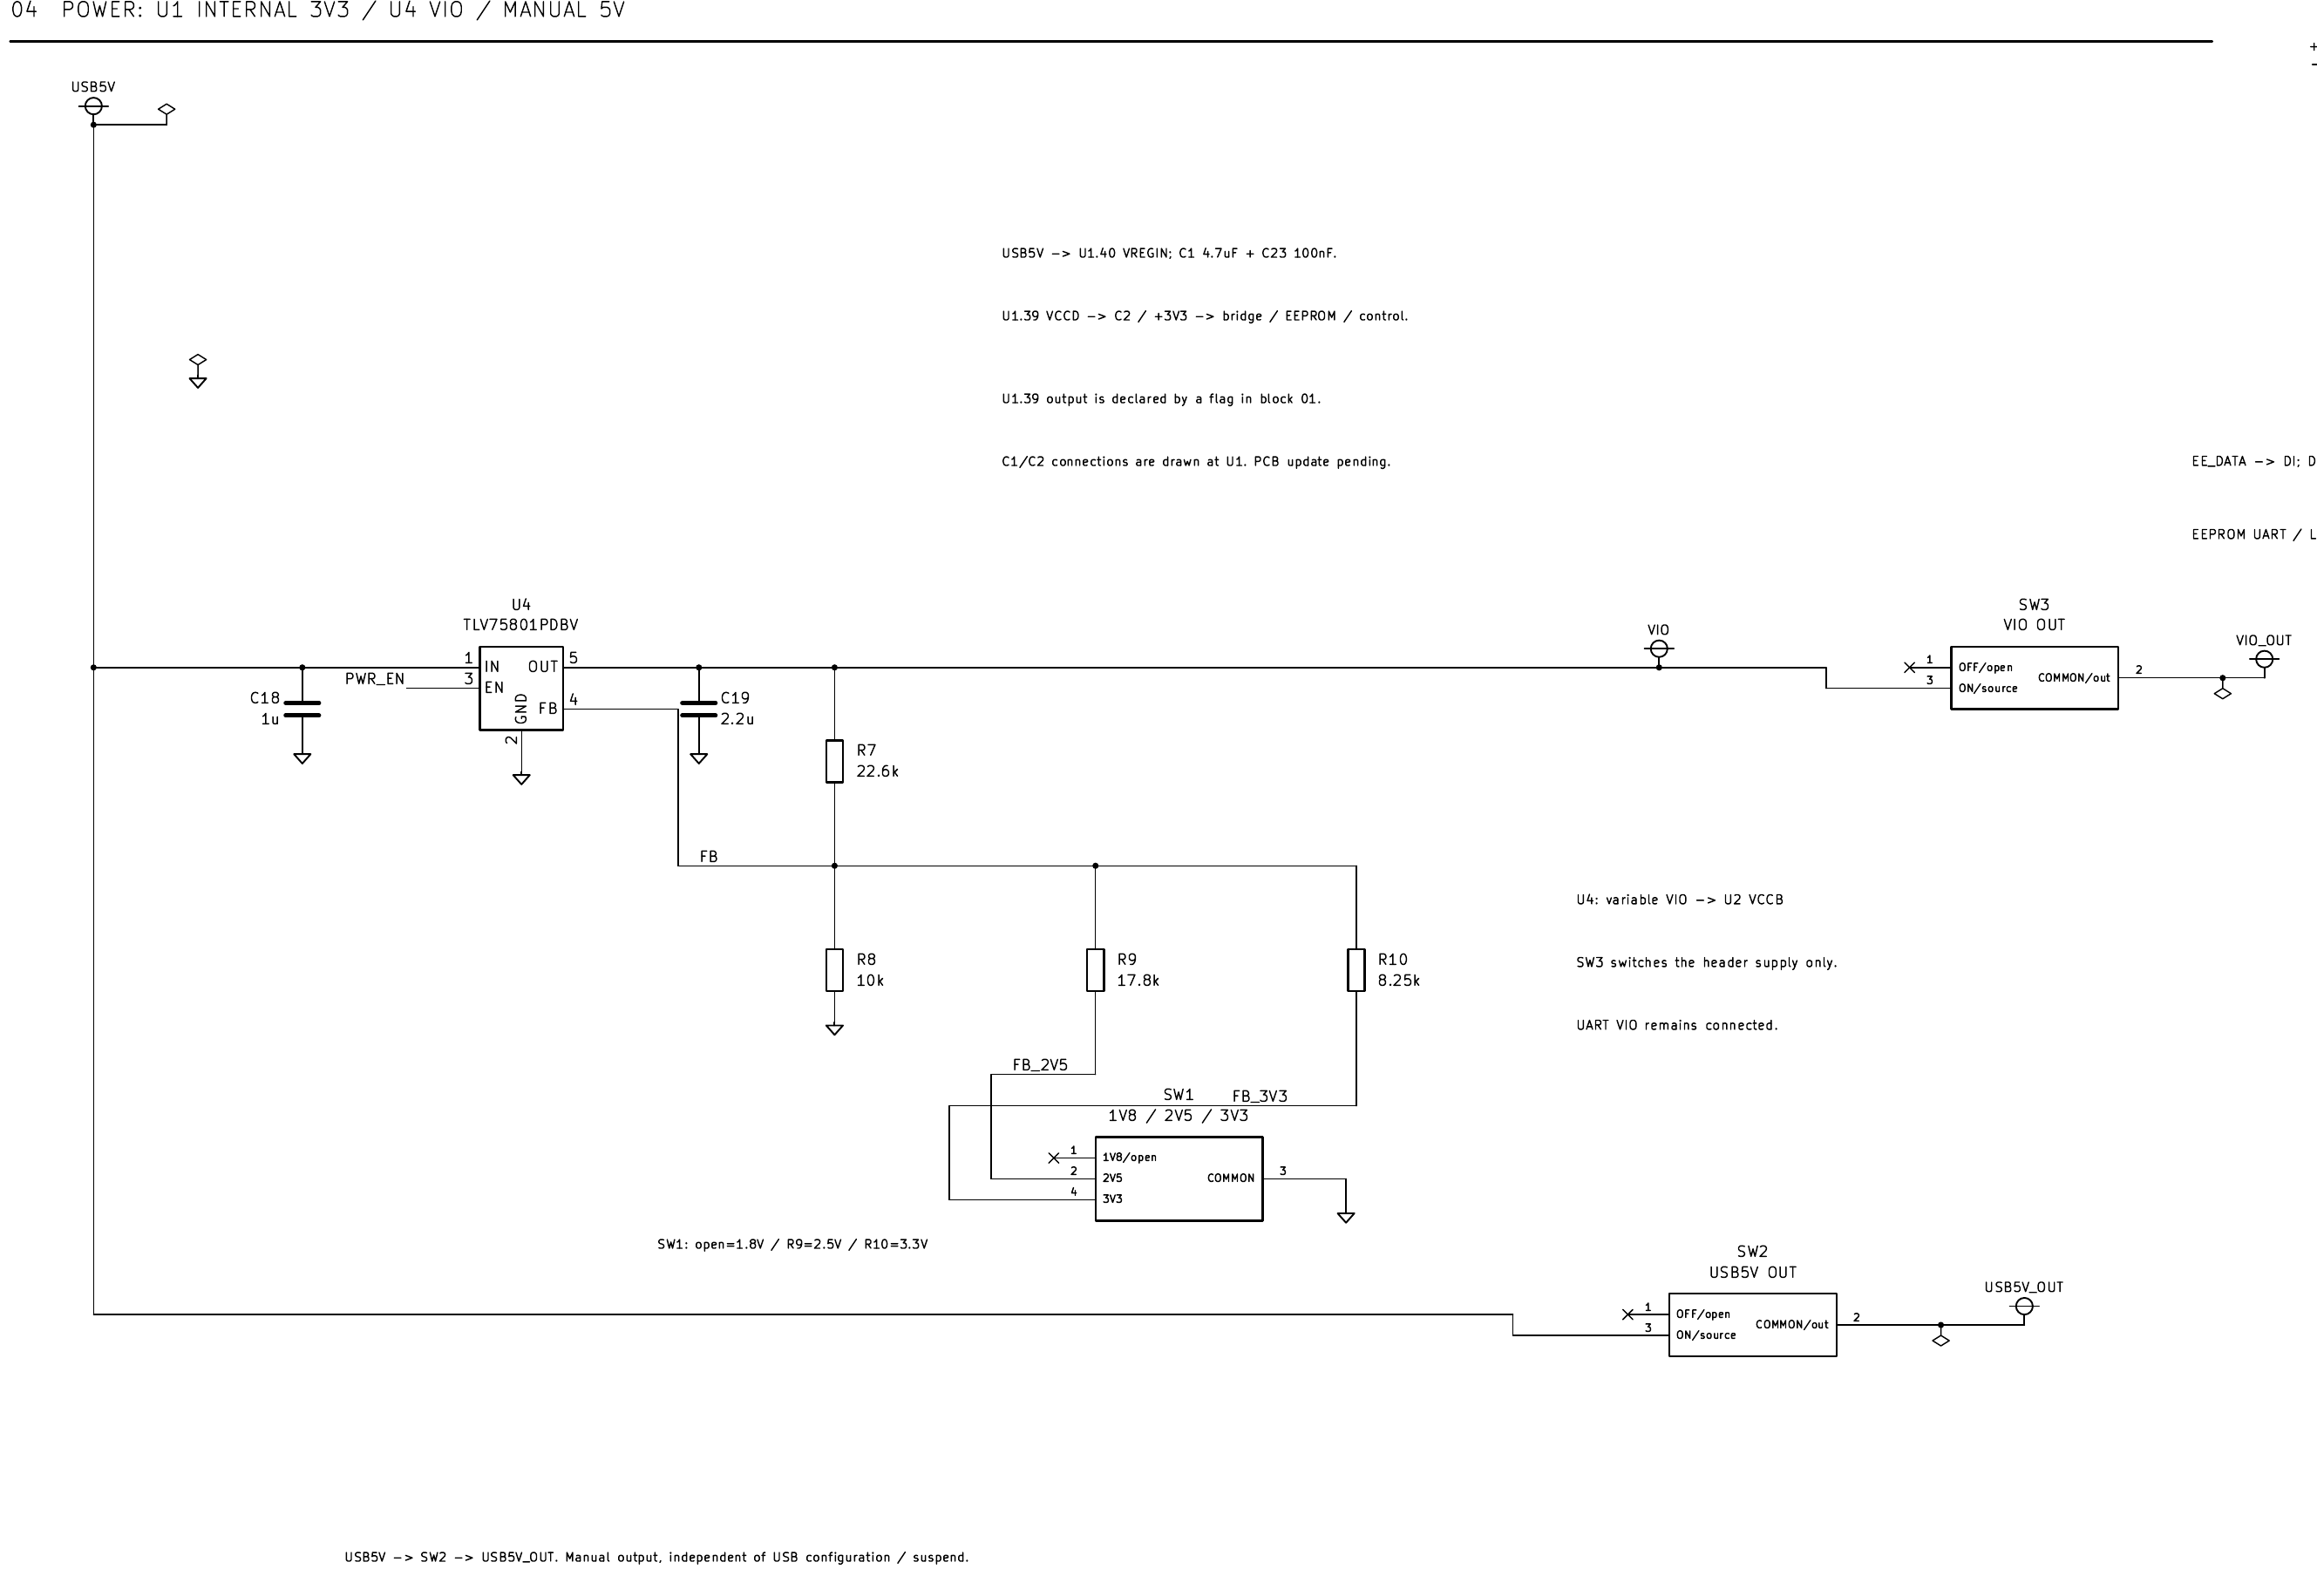 04 POWER: U1 INTERNAL 3V3 / U4 VIO / MANUAL 5V
+
-
USB5V
USB5V -> U1.40 VREGIN; C1 4.7uF + C23 100nF.
U1.39 VCCD -> C2 / +3V3 -> bridge / EEPROM / control.
U1.39 output is declared by a flag in block 01.
C1/C2 connections are drawn at U1. PCB update pending.
EE_DATA -> DI; D
EEPROM UART / L
U4
TLV75801PDBV
1
IN
OUT
5
PWR_EN
3
EN
GND
FB
4
2
C18
1u
C19
2.2u
R7
22.6k
VIO
SW3
VIO OUT
1
OFF/open
3
ON/source
COMMON/out
2
VIO_OUT
FB
R8
10k
R9
17.8k
R10
8.25k
U4: variable VIO -> U2 VCCB
SW3 switches the header supply only.
UART VIO remains connected.
FB_2V5
SW1
FB_3V3
1V8 / 2V5 / 3V3
1
1V8/open
2
2V5
COMMON
3
4
3V3
SW1: open=1.8V / R9=2.5V / R10=3.3V
SW2
USB5V OUT
1
OFF/open
3
ON/source
COMMON/out
2
USB5V_OUT
USB5V -> SW2 -> USB5V_OUT. Manual output, independent of USB configuration / suspend.